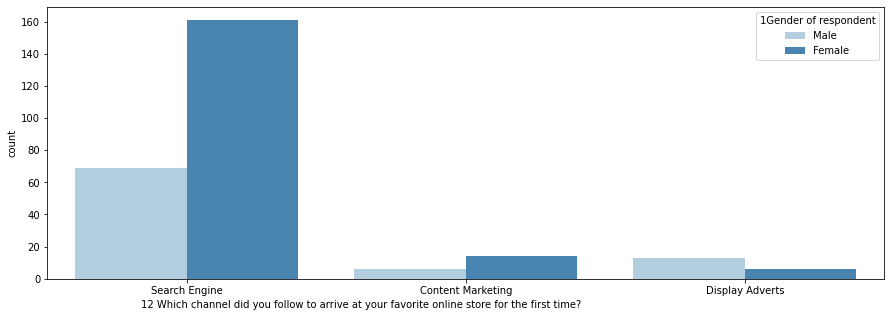 1Gender of respondent
Male
Female
count
160
140
120
100
80
60
40
20
0
Search Engine
Content Marketing
Display Adverts
12 Which channel did you follow to arrive at your favorite online store for the first time?